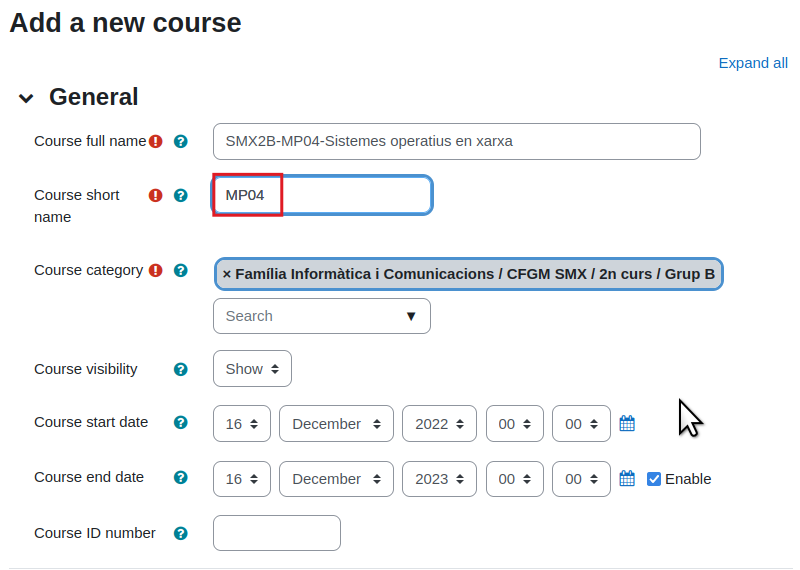 Add a new course
Expand all
General
Course full name
SMX2B-MP04-Sistemes operatius en xarxa
Course short name
MP04
Course category
× Família Informàtica i Comunicacions / CFGM SMX / 2n curs / Grup B
Search ▼
Course visibility
Show
Course start date
16 December 2022 00 00
Course end date
16 December 2023 00 00 Enable
Course ID number